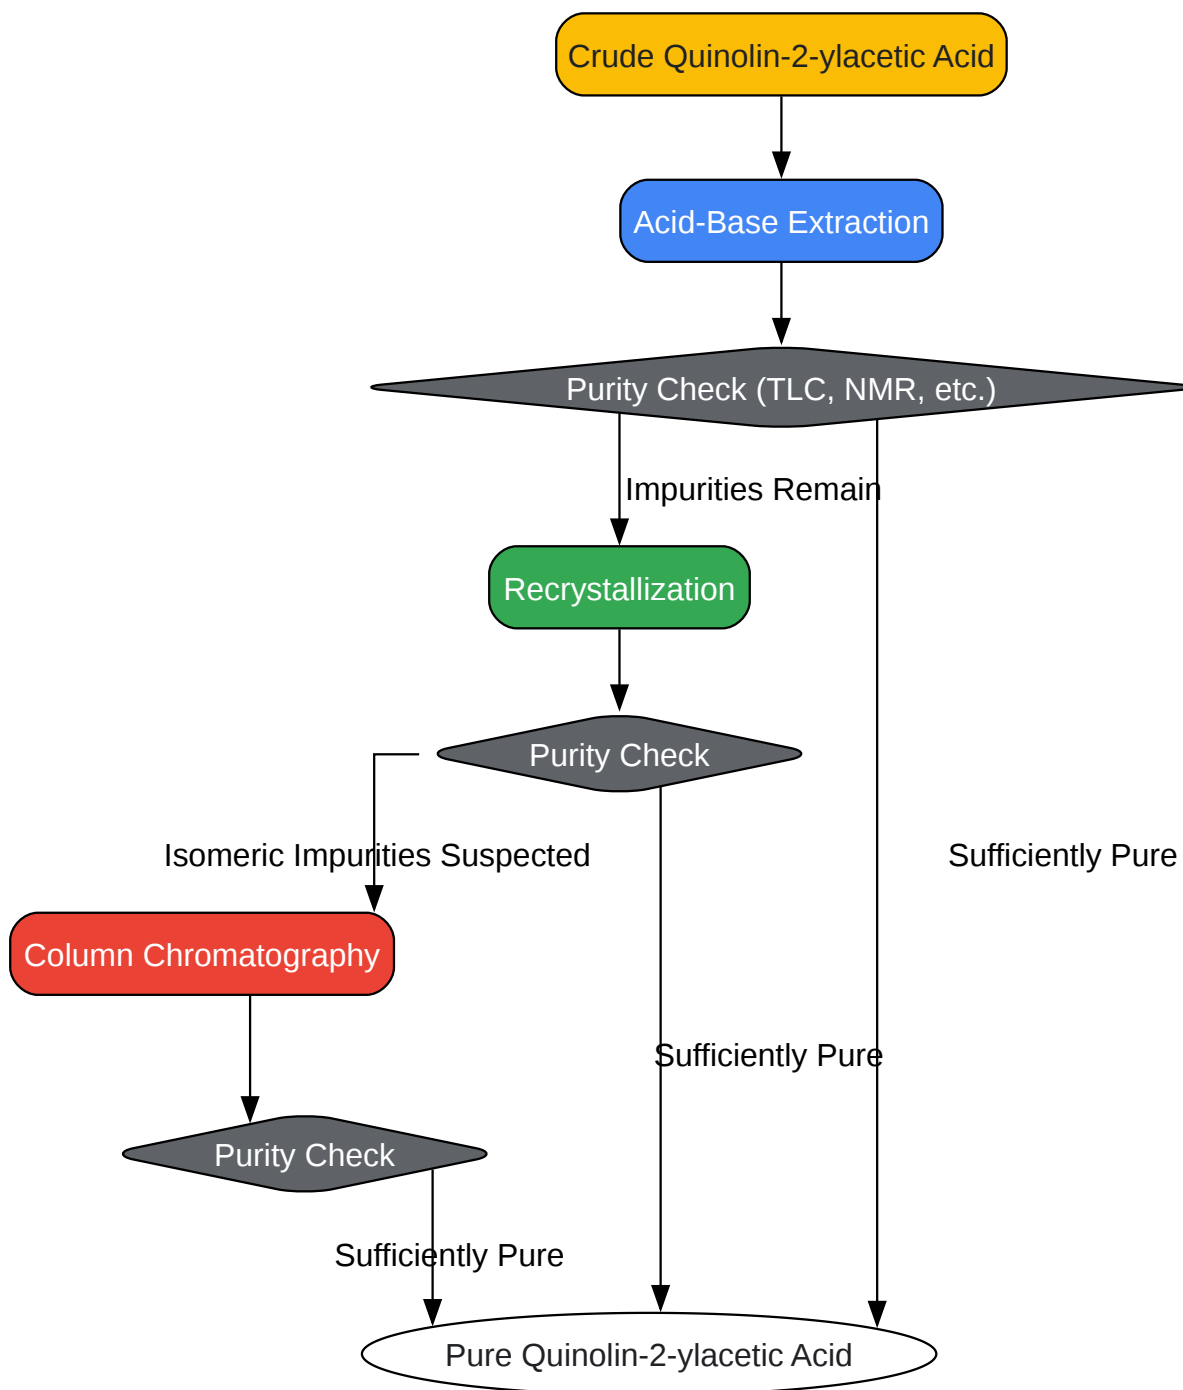 Crude Quinolin-2-ylacetic Acid
Acid-Base Extraction
Purity Check (TLC, NMR, etc.)
Impurities Remain
Recrystallization
Purity Check
Isomeric Impurities Suspected
Sufficiently Pure
Column Chromatography
Sufficiently Pure
Purity Check
Sufficiently Pure
Pure Quinolin-2-ylacetic Acid